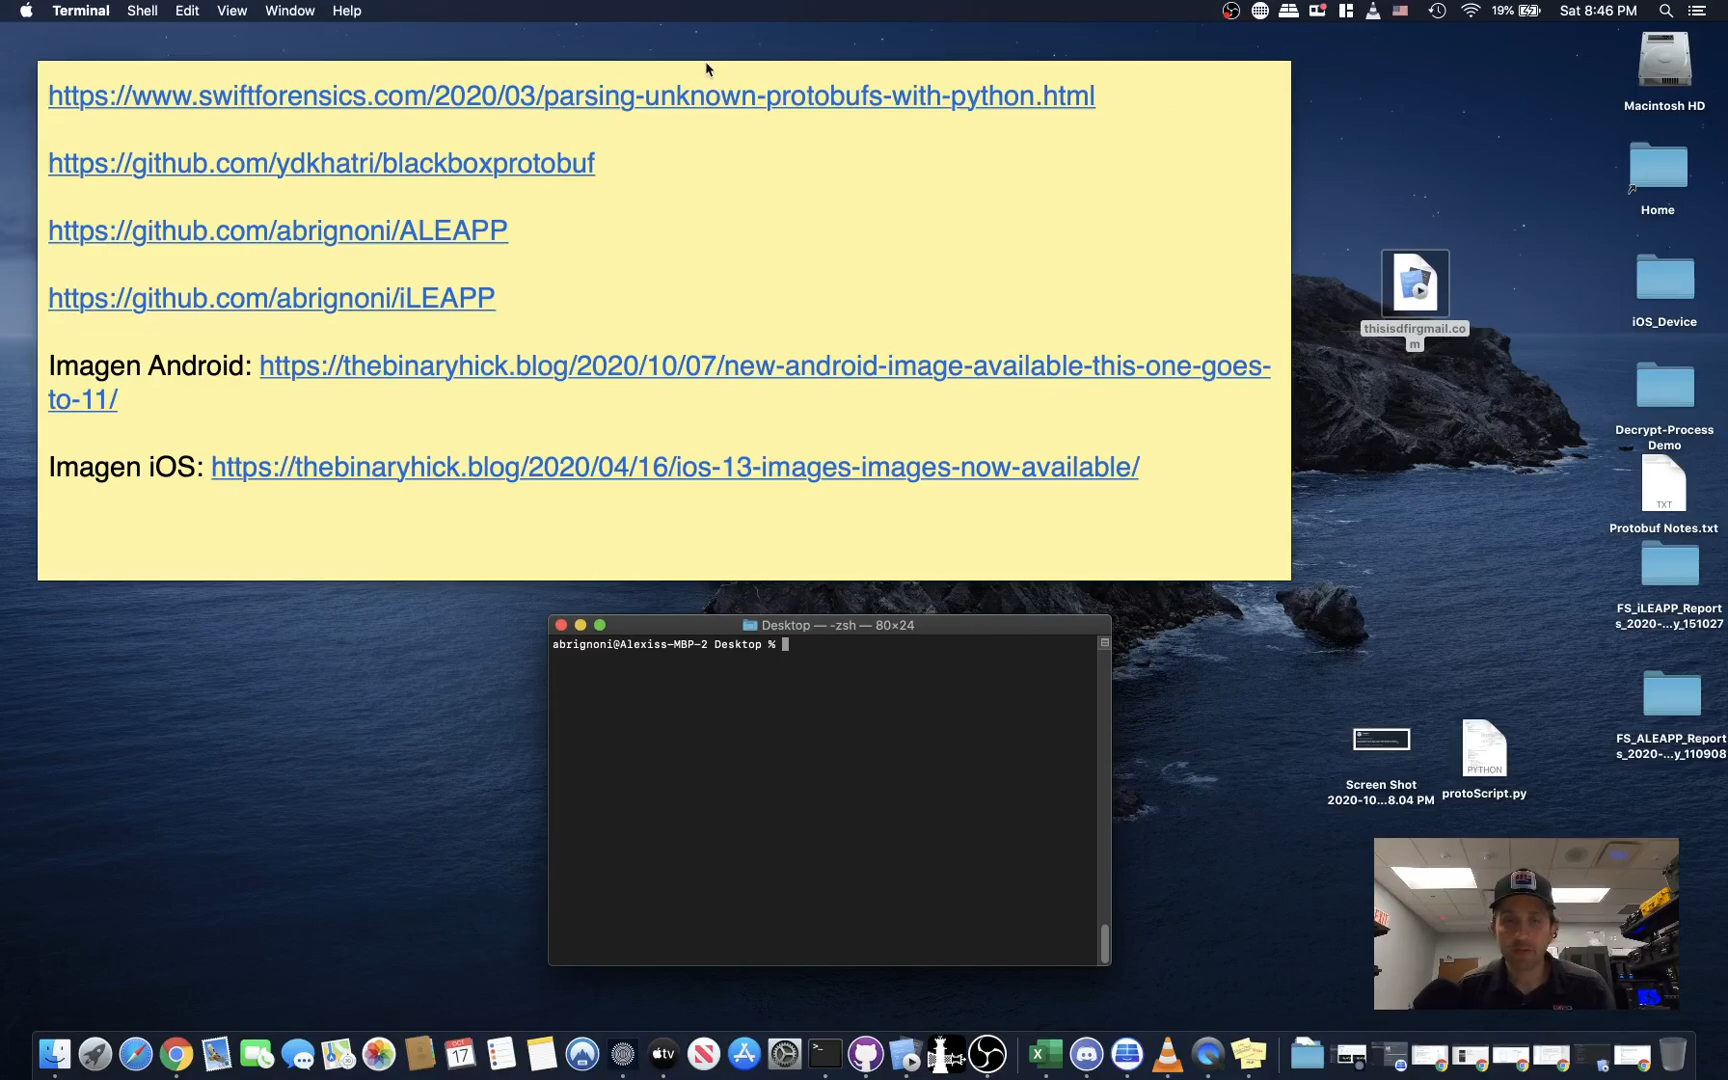 Terminal Shell Edit View Window Help
19% Sat 8:46 PM
https://www.swiftforensics.com/2020/03/parsing-unknown-protobufs-with-python.html
https://github.com/ydkhatri/blackboxprotobuf
https://github.com/abrignoni/ALEAPP
https://github.com/abrignoni/iLEAPP
Imagen Android: https://thebinaryhick.blog/2020/10/07/new-android-image-available-this-one-goes-
to-11/
Imagen iOS: https://thebinaryhick.blog/2020/04/16/ios-13-images-images-now-available/
Macintosh HD
Home
thisisdfirgmail.co
m
iOS_Device
Decrypt-Process
Demo
TXT
Protobuf Notes.txt
FS_iLEAPP_Report
s_2020-...y_151027
FS_ALEAPP_Report
s_2020-...y_110908
Screen Shot
2020-10...8.04 PM
PYTHON
protoScript.py
Desktop — -zsh — 80×24
abrignoni@Alexiss-MBP-2 Desktop %
OCT
17
tv